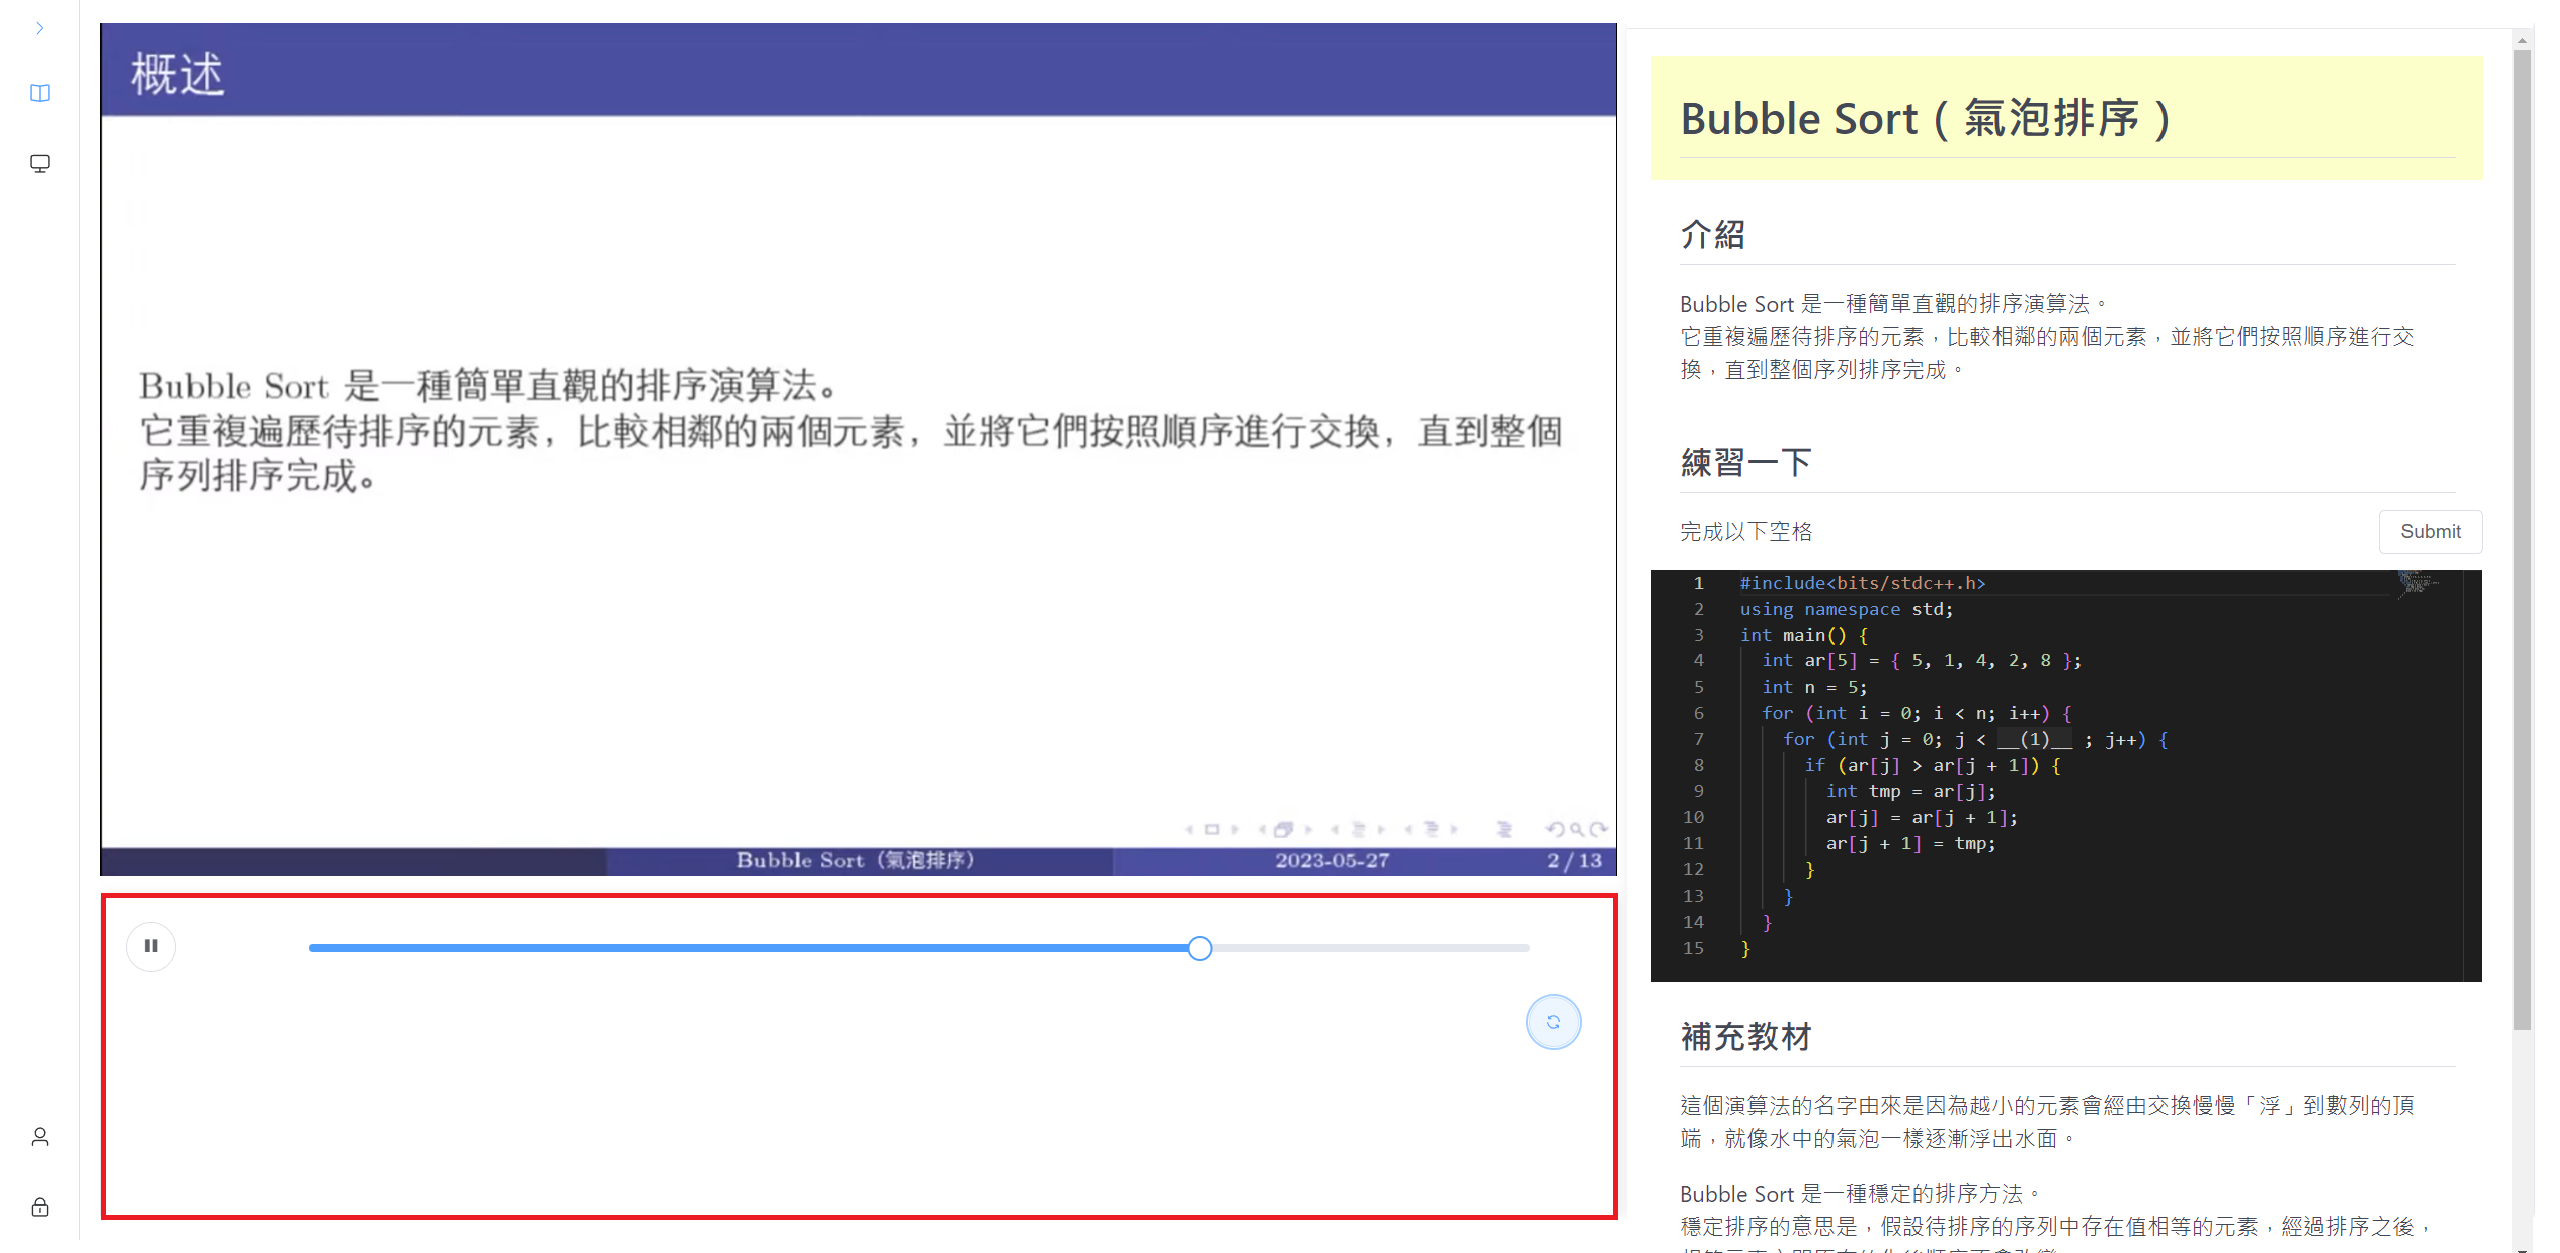 概述
Bubble Sort 是一種簡單直觀的排序演算法。
它重複遍歷待排序的元素，比較相鄰的兩個元素，並將它們按照順序進行交換，直到整個
序列排序完成。
Bubble Sort（氣泡排序）
2023-05-27
2 / 13
Bubble Sort（氣泡排序）
介紹
Bubble Sort 是一種簡單直觀的排序演算法。
它重複遍歷待排序的元素，比較相鄰的兩個元素，並將它們按照順序進行交
換，直到整個序列排序完成。
練習一下
完成以下空格
Submit
1 #include<bits/stdc++.h>
2 using namespace std;
3 int main() {
4 int ar[5] = { 5, 1, 4, 2, 8 };
5 int n = 5;
6 for (int i = 0; i < n; i++) {
7 for (int j = 0; j < __(1)__ ; j++) {
8 if (ar[j] > ar[j + 1]) {
9 int tmp = ar[j];
10 ar[j] = ar[j + 1];
11 ar[j + 1] = tmp;
12 }
13 }
14 }
15 }
補充教材
這個演算法的名字由來是因為越小的元素會經由交換慢慢「浮」到數列的頂
端，就像水中的氣泡一樣逐漸浮出水面。
Bubble Sort 是一種穩定的排序方法。
穩定排序的意思是，假設待排序的序列中存在值相等的元素，經過排序之後，